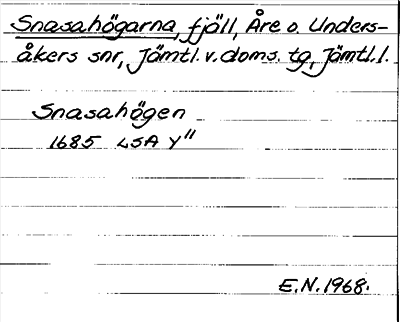 Snasahögarna, fjäll, Åre o. Unders-
åkers snr, Jämtl. v. doms. tg, Jämtl. l.
Snasahögen
1685 LSA Y"
E.N. 1968.